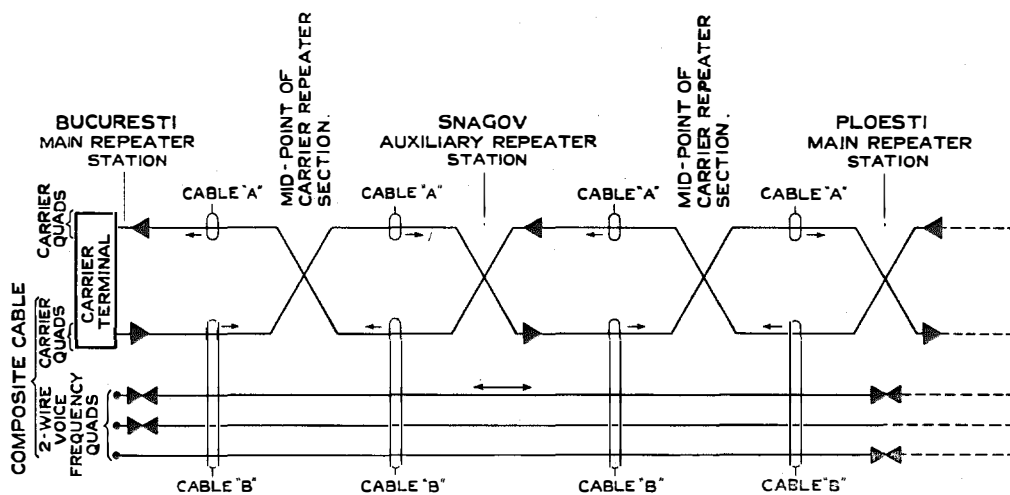 BUCURESTI
MAIN REPEATER
STATION
MID-POINT OF
CARRIER REPEATER
SECTION.
SNAGOV
AUXILIARY REPEATER
STATION
MID-POINT OF
CARRIER REPEATER
SECTION.
PLOESTI
MAIN REPEATER
STATION
CABLE "A"
CABLE "A"
CABLE "A"
CABLE "A"
CARRIER
QUADS
CARRIER
TERMINAL
COMPOSITE CABLE
CARRIER
QUADS
2-WIRE
VOICE
FREQUENCY
QUADS
CABLE "B"
CABLE "B"
CABLE "B"
CABLE "B"